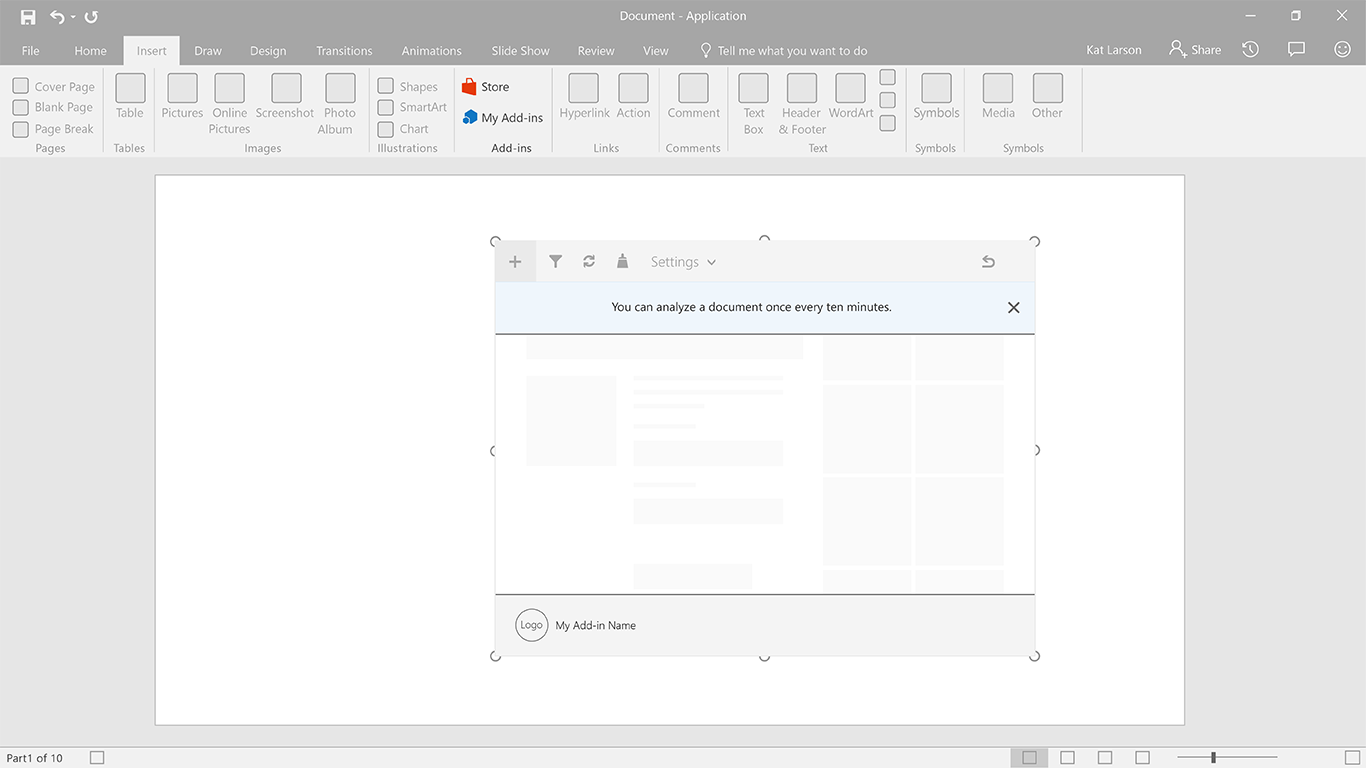 Document - Application
File Home Insert Draw Design Transitions Animations Slide Show Review View Tell me what you want to do Kat Larson Share
Cover Page
Blank Page
Page Break
Pages
Table
Tables
Pictures
Online
Pictures
Screenshot
Photo
Album
Images
Shapes
SmartArt
Chart
Illustrations
Store
My Add-ins
Add-ins
Hyperlink
Action
Links
Comment
Comments
Text
Box
Header
& Footer
WordArt
Text
Symbols
Symbols
Media
Other
Symbols
Settings
You can analyze a document once every ten minutes.
Logo
My Add-in Name
Part1 of 10